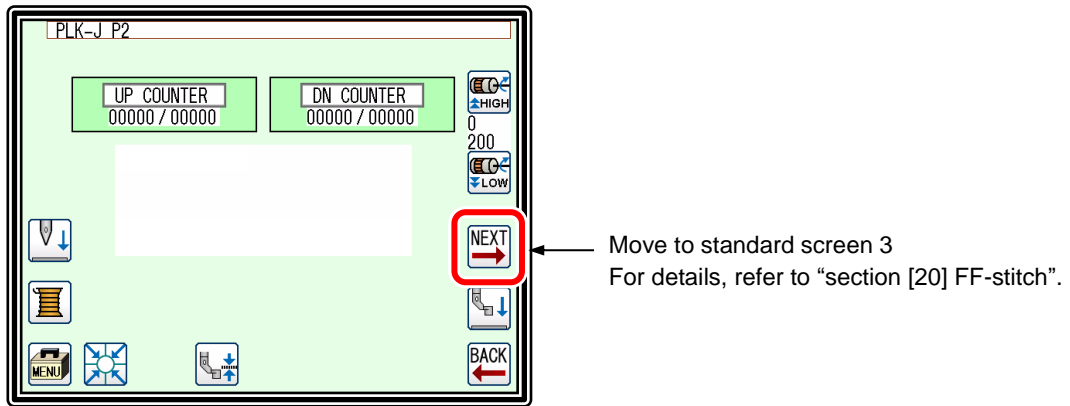 PLK-J P2
UP COUNTER
00000/00000
DN COUNTER
00000/00000
HIGH
0
200
LOW
NEXT
Move to standard screen 3
For details, refer to “section [20] FF-stitch”.
MENU
BACK